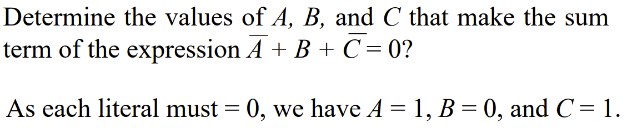 Determine the values of A, B, and C that make the sum
term of the expression A̅ + B + C̅ = 0?
As each literal must = 0, we have A = 1, B = 0, and C = 1.